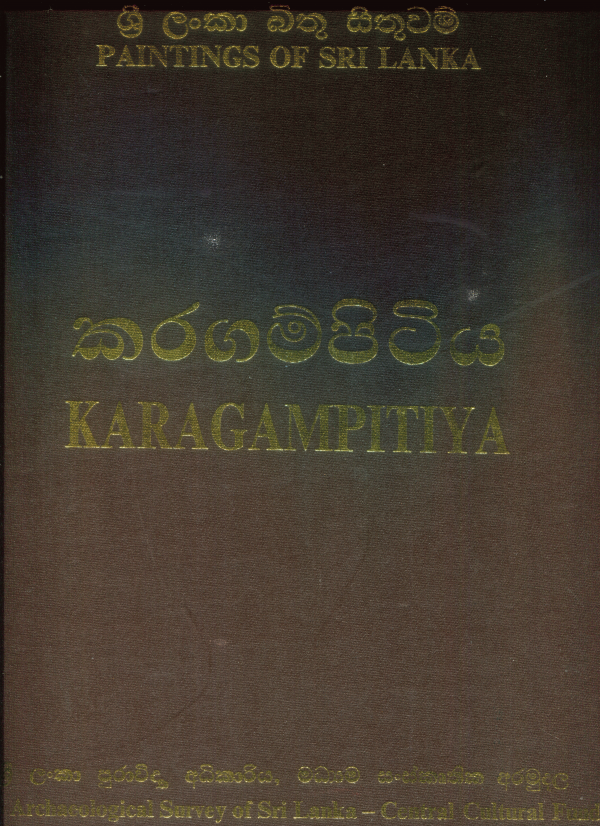 ශ්‍රී ලංකා බිතු සිතුවම්
PAINTINGS OF SRI LANKA
කරගම්පිටිය
KARAGAMPITIYA
ලංකා පුරාවිද්‍යා අධිකාරිය, මධ්‍යම සංස්කෘතික අරමුදල
Archaeological Survey of Sri Lanka – Central Cultural Fund